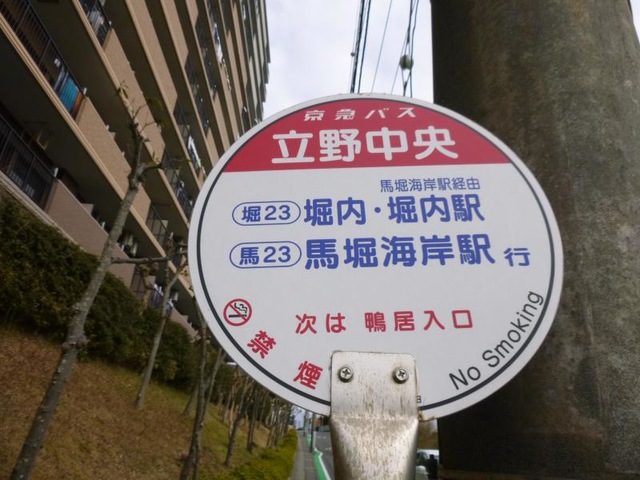 京急バス
立野中央
馬堀海岸駅経由
堀23 堀内・堀内駅
馬23 馬堀海岸駅 行
次は 鴨居入口
禁煙
No Smoking